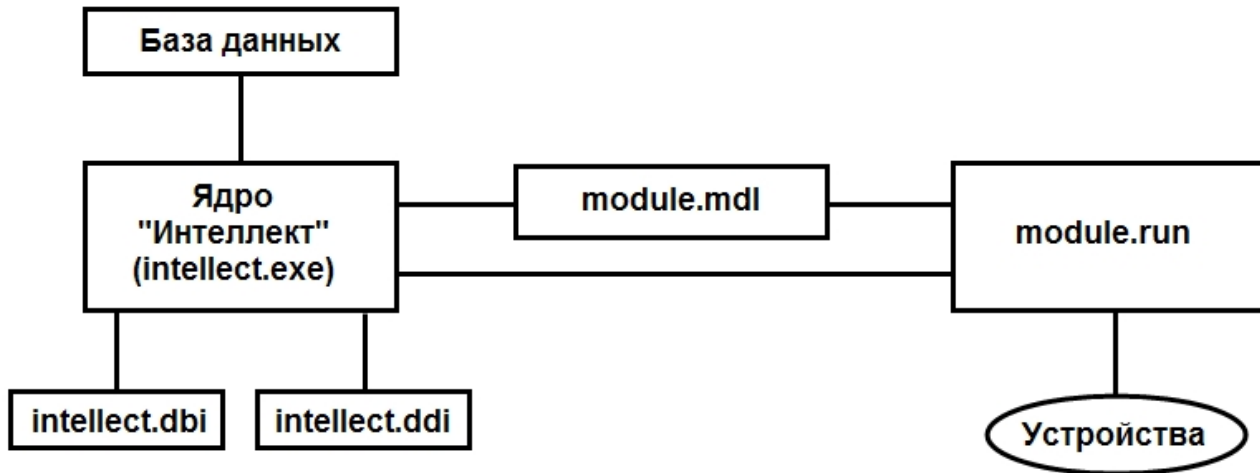 База данных
Ядро
"Интеллект"
(intellect.exe)
module.mdl
module.run
intellect.dbi
intellect.ddi
Устройства